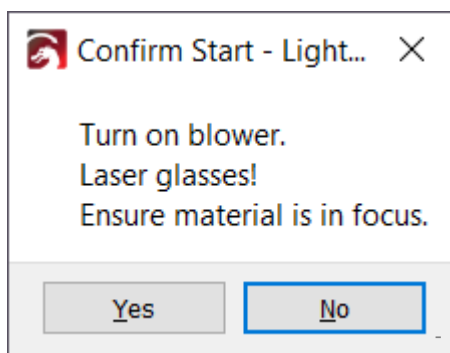 Confirm Start - Light...
Turn on blower.
Laser glasses!
Ensure material is in focus.
Yes
No